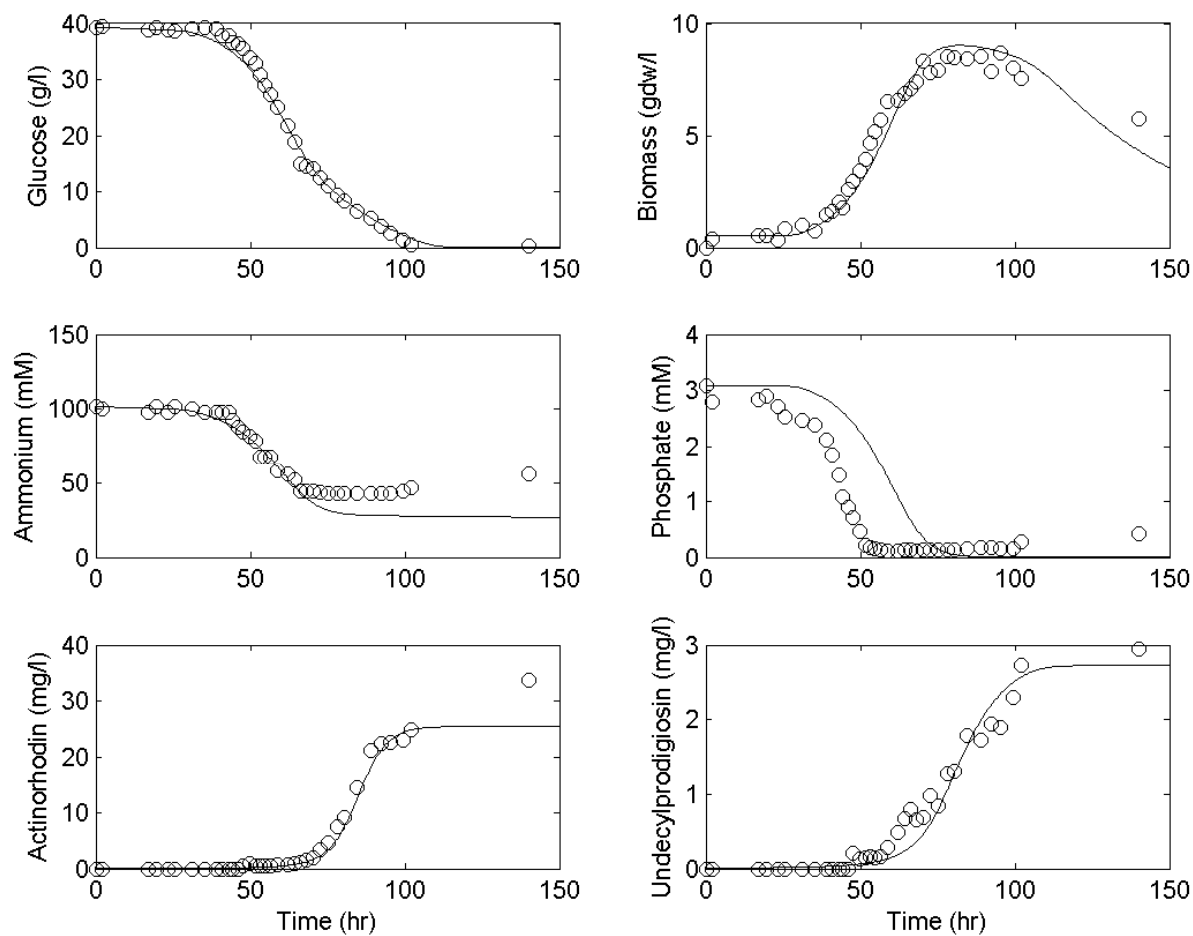 Glucose (g/l)
40
30
20
10
0
0 50 100 150
Biomass (gdw/l)
10
5
0
0 50 100 150
Ammonium (mM)
150
100
50
0
0 50 100 150
Phosphate (mM)
4
3
2
1
0
0 50 100 150
Actinorhodin (mg/l)
40
30
20
10
0
0 50 100 150
Time (hr)
Undecylprodigiosin (mg/l)
3
2
1
0
0 50 100 150
Time (hr)